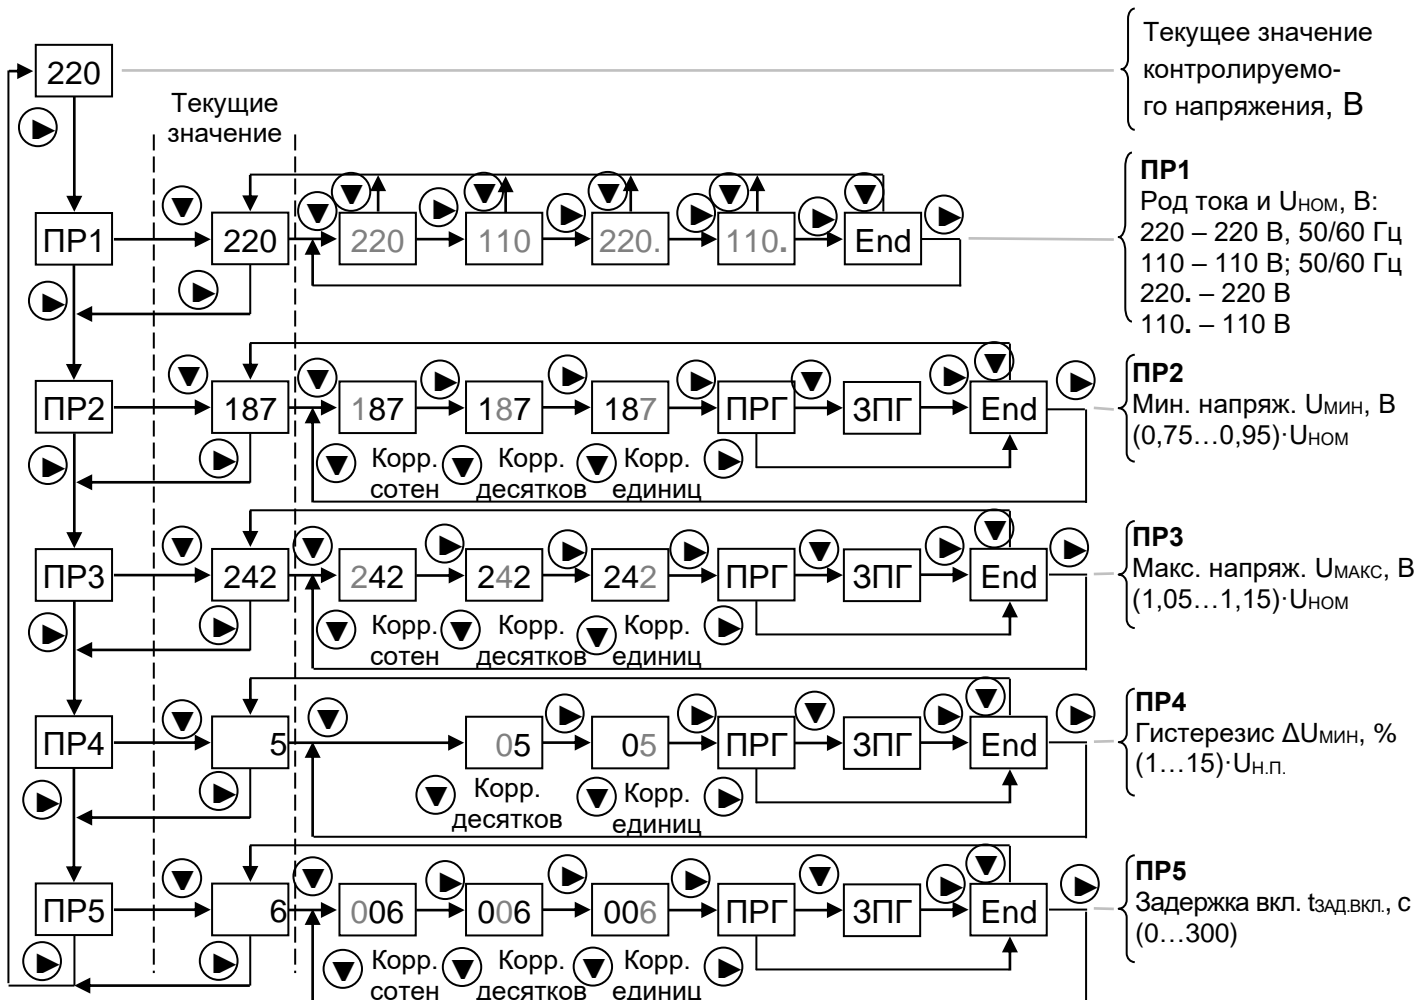 220
Текущее значение
контролируемо-
го напряжения, В
Текущие
значение
ПР1
220
220
110
220.
110.
End
ПР1
Род тока и UНОМ, В:
220 – 220 В, 50/60 Гц
110 – 110 В; 50/60 Гц
220. – 220 В
110. – 110 В
ПР2
187
187
187
187
ПРГ
ЗПГ
End
Корр.
сотен
Корр.
десятков
Корр.
единиц
ПР2
Мин. напряж. UМИН, В
(0,75...0,95)·UНОМ
ПР3
242
242
242
242
ПРГ
ЗПГ
End
Корр.
сотен
Корр.
десятков
Корр.
единиц
ПР3
Макс. напряж. UМАКС, В
(1,05...1,15)·UНОМ
ПР4
5
05
05
ПРГ
ЗПГ
End
Корр.
десятков
Корр.
единиц
ПР4
Гистерезис ΔUМИН, %
(1...15)·UН.П.
ПР5
6
006
006
006
ПРГ
ЗПГ
End
Корр.
сотен
Корр.
десятков
Корр.
единиц
ПР5
Задержка вкл. tЗАД.ВКЛ., с
(0...300)